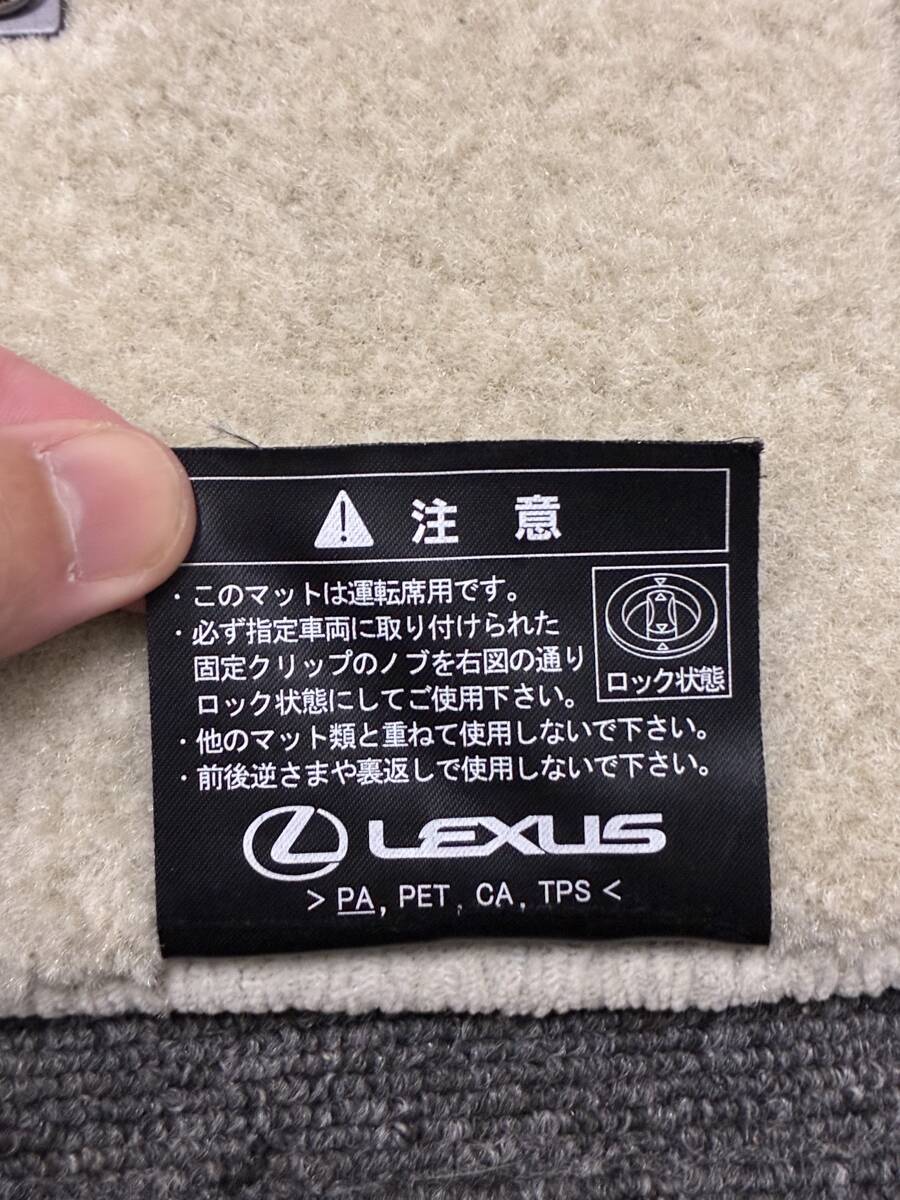 注 意
・このマットは運転席用です。
・必ず指定車両に取り付けられた
固定クリップのノブを右図の通り
ロック状態にしてご使用下さい。
ロック状態
・他のマット類と重ねて使用しないで下さい。
・前後逆さまや裏返しで使用しないで下さい。
LEXUS
>PA, PET, CA, TPS<